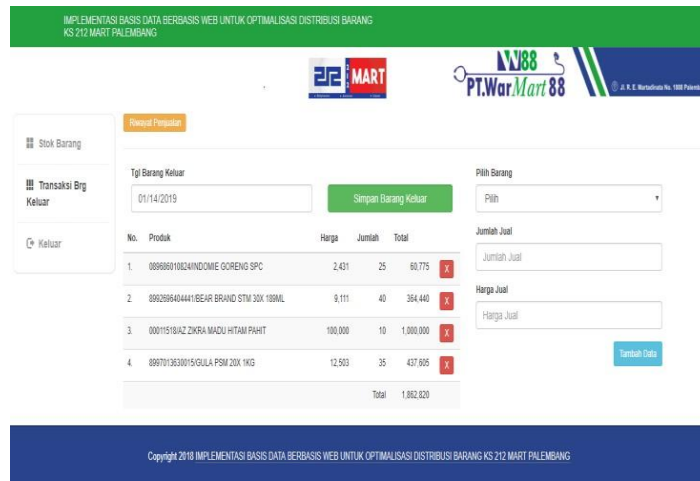 IMPLEMENTASI BASIS DATA BERBASIS WEB UNTUK OPTIMALISASI DISTRIBUSI BARANG
KS 212 MART PALEMBANG
212 MART
NW88
PT.WarMart 88
Jl. R. E. Martadinata No. 1808 Palemb
Riwayat Penjualan
Stok Barang
Transaksi Brg
Keluar
Keluar
Tgl Barang Keluar
01/14/2019
Simpan Barang Keluar
No. Produk Harga Jumlah Total
1. 089686010824/INDOMIE GORENG SPC 2,431 25 60,775 X
2. 8992696404441/BEAR BRAND STM 30X 189ML 9,111 40 364,440 X
3. 00011518/AZ ZIKRA MADU HITAM PAHIT 100,000 10 1,000,000 X
4. 8997013630015/GULA PSM 20X 1KG 12,503 35 437,605 X
Total 1,862,820
Pilih Barang
Pilih
Jumlah Jual
Jumlah Jual
Harga Jual
Harga Jual
Tambah Data
Copyright 2018 IMPLEMENTASI BASIS DATA BERBASIS WEB UNTUK OPTIMALISASI DISTRIBUSI BARANG KS 212 MART PALEMBANG